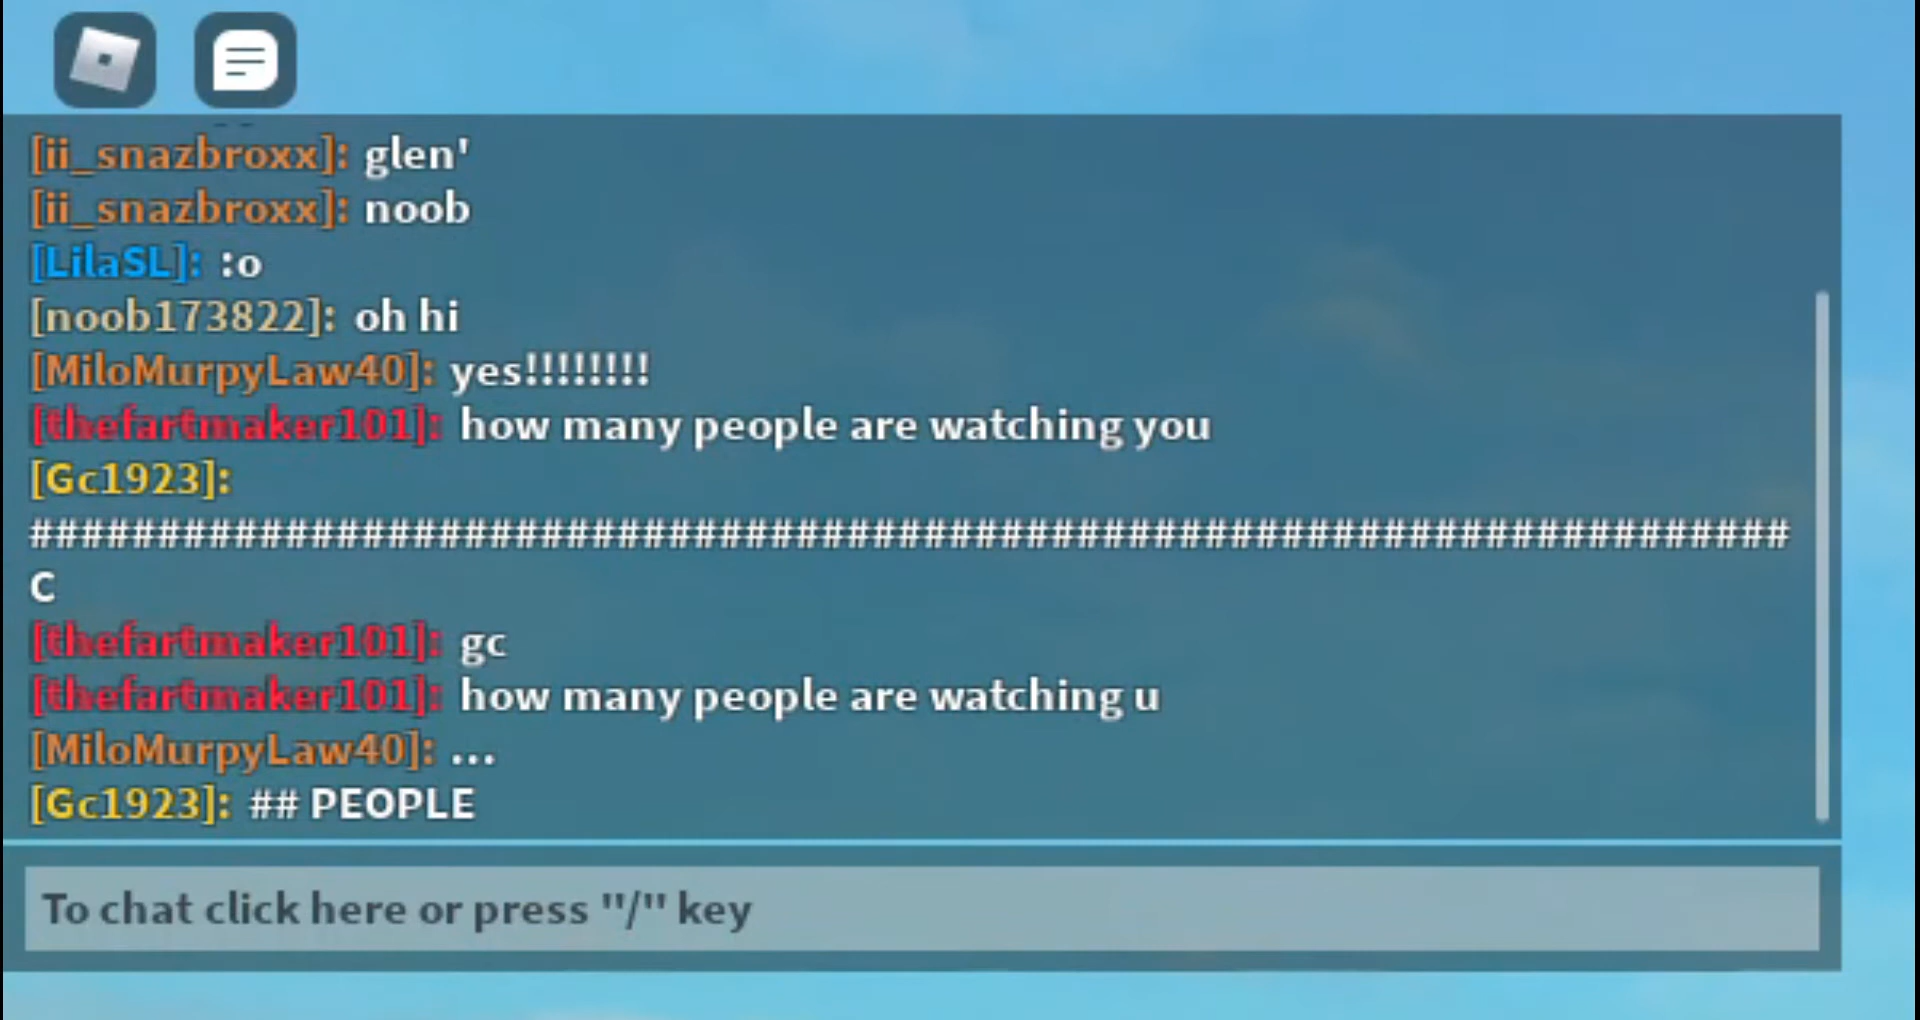 [ii_snazbroxx]: glen'
[ii_snazbroxx]: noob
[LilaSL]: :o
[noob173822]: oh hi
[MiloMurpyLaw40]: yes!!!!!!!!
[thefartmaker101]: how many people are watching you
[Gc1923]:
#####################################################################
C
[thefartmaker101]: gc
[thefartmaker101]: how many people are watching u
[MiloMurpyLaw40]: ...
[Gc1923]: ## PEOPLE
To chat click here or press "/" key